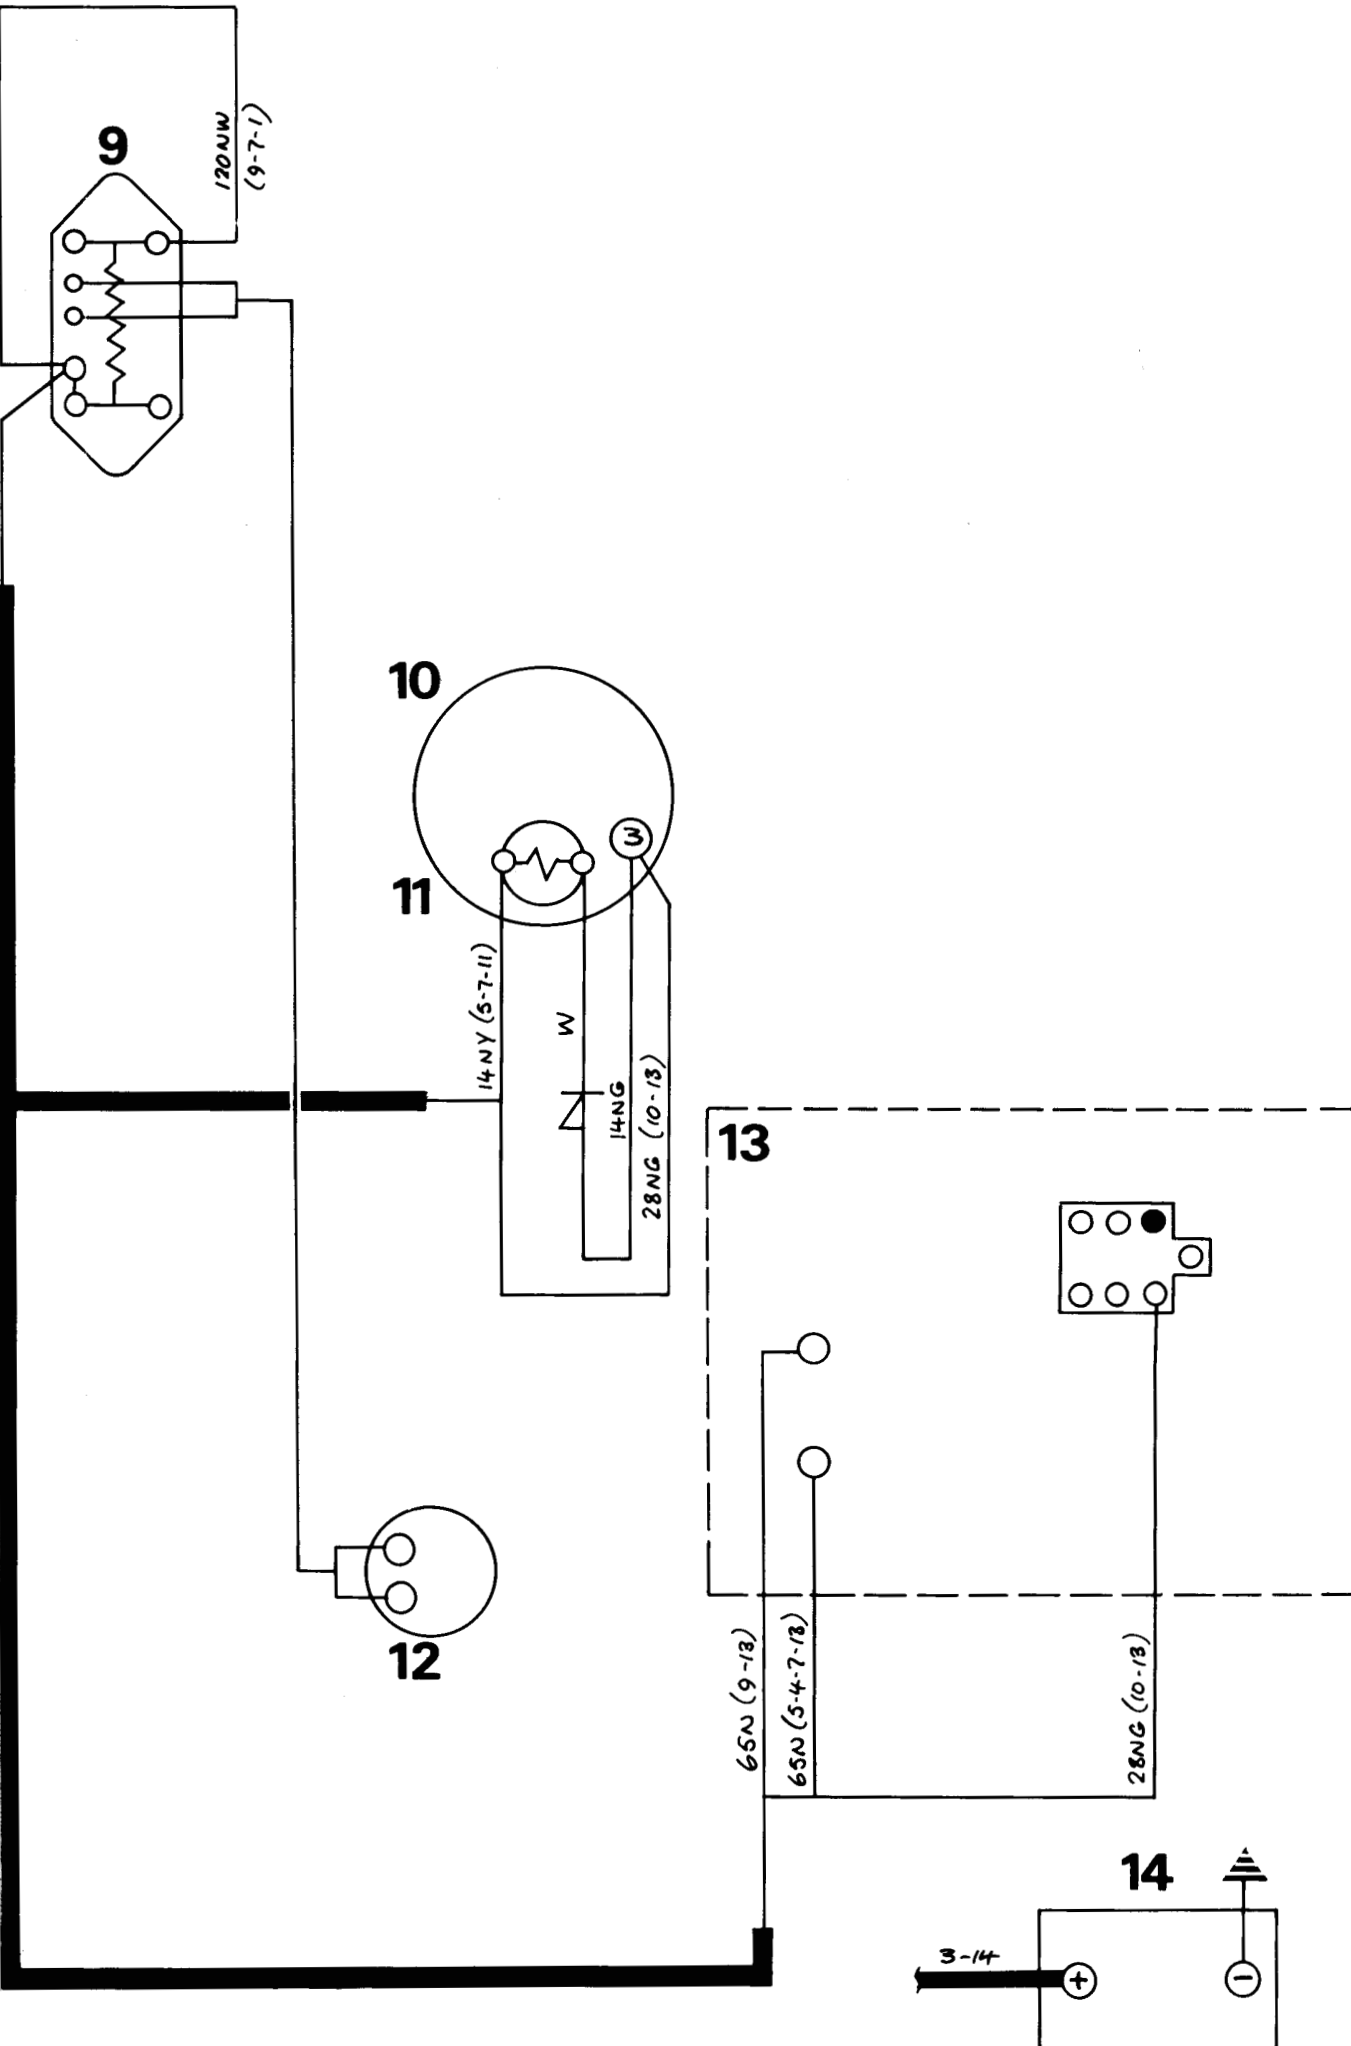 9
120NW
(9-7-1)
10
11
14NY (5-7-11)
W
14NG
28NG (10-13)
13
12
65N (9-13)
65N (5-4-7-13)
28NG (10-13)
14
3-14
+
−